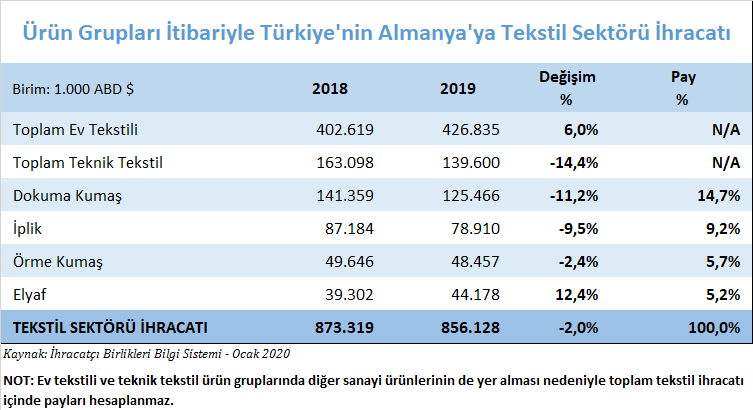 Ürün Grupları İtibariyle Türkiye'nin Almanya'ya Tekstil Sektörü İhracatı
Birim: 1.000 ABD $ 2018 2019 Değişim % Pay %
Toplam Ev Tekstili 402.619 426.835 6,0% N/A
Toplam Teknik Tekstil 163.098 139.600 -14,4% N/A
Dokuma Kumaş 141.359 125.466 -11,2% 14,7%
İplik 87.184 78.910 -9,5% 9,2%
Örme Kumaş 49.646 48.457 -2,4% 5,7%
Elyaf 39.302 44.178 12,4% 5,2%
TEKSTİL SEKTÖRÜ İHRACATI 873.319 856.128 -2,0% 100,0%
Kaynak: İhracatçı Birlikleri Bilgi Sistemi - Ocak 2020
NOT: Ev tekstili ve teknik tekstil ürün gruplarında diğer sanayi ürünlerinin de yer alması nedeniyle toplam tekstil ihracatı
içinde payları hesaplanmaz.